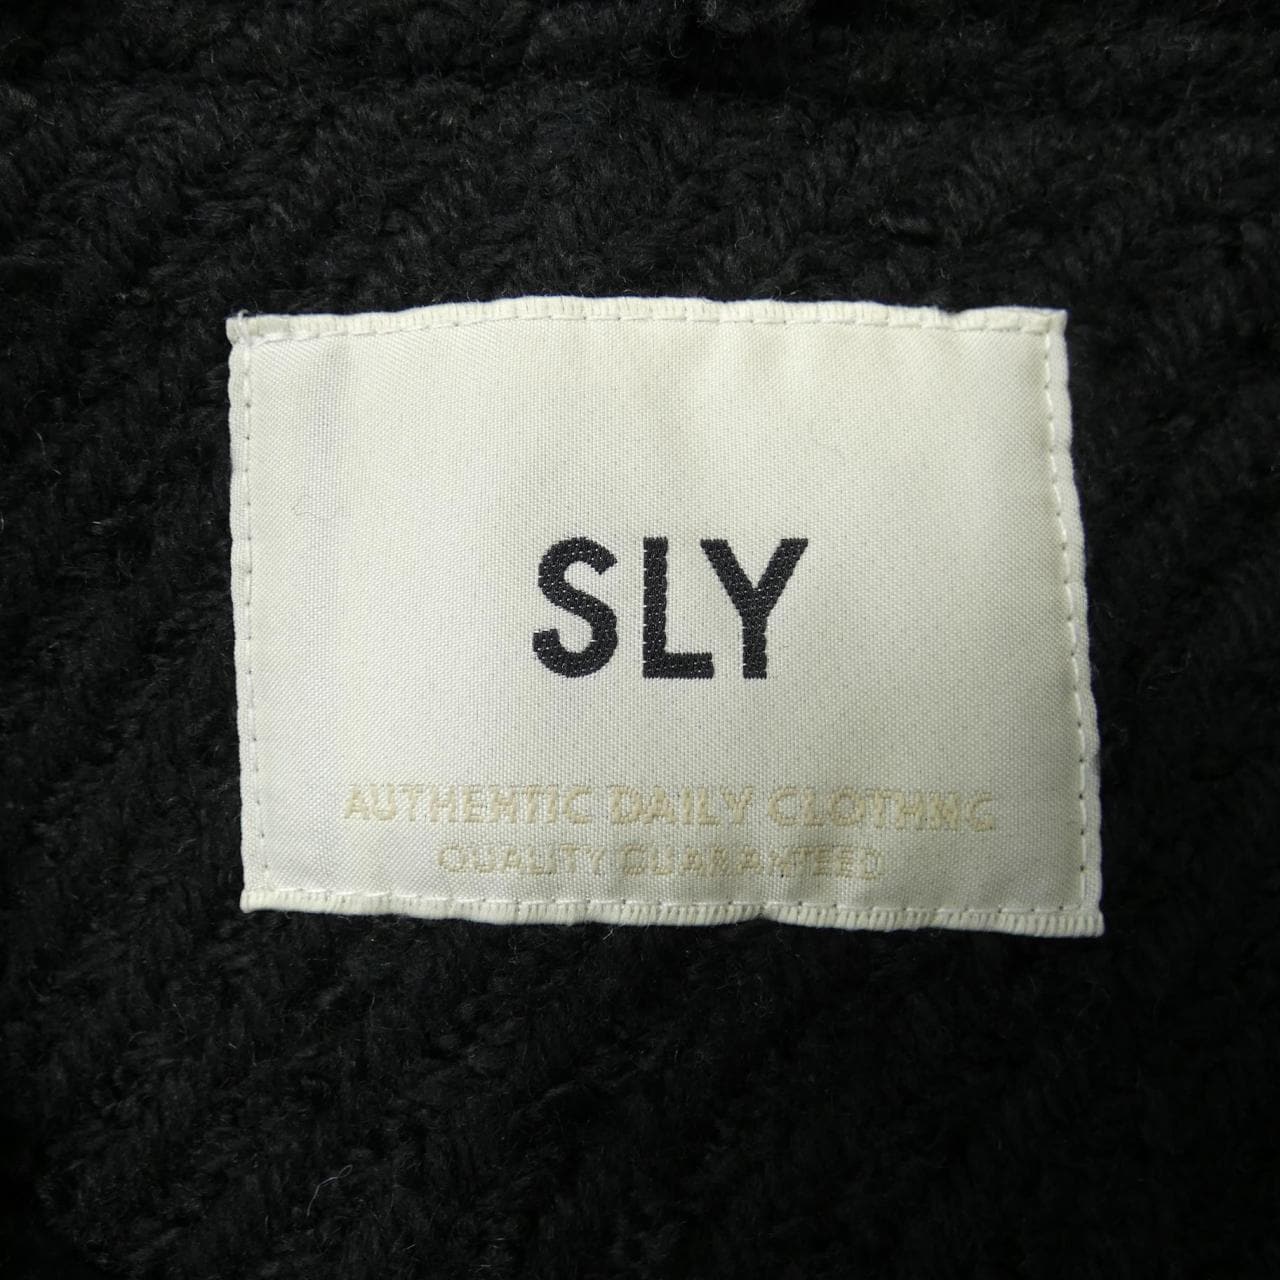 SLY
AUTHENTIC DAILY CLOTHING
QUALITY GUARANTEED